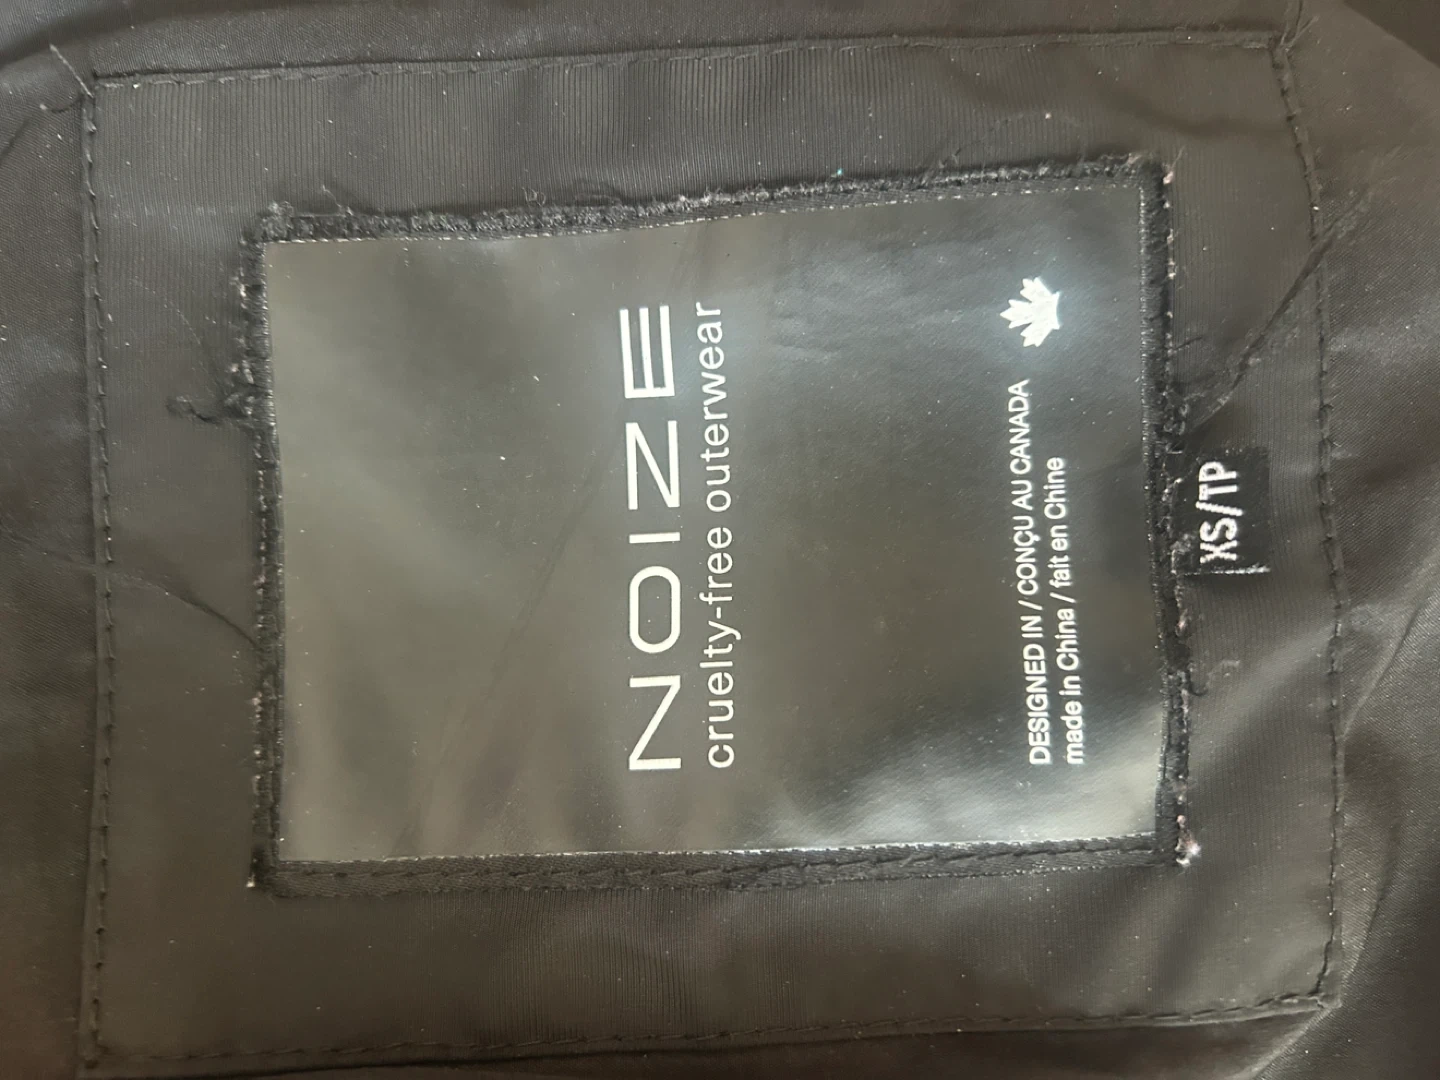 NOIZE
cruelty-free outerwear
DESIGNED IN / CONÇU AU CANADA
made in China / fait en Chine
XS/TP